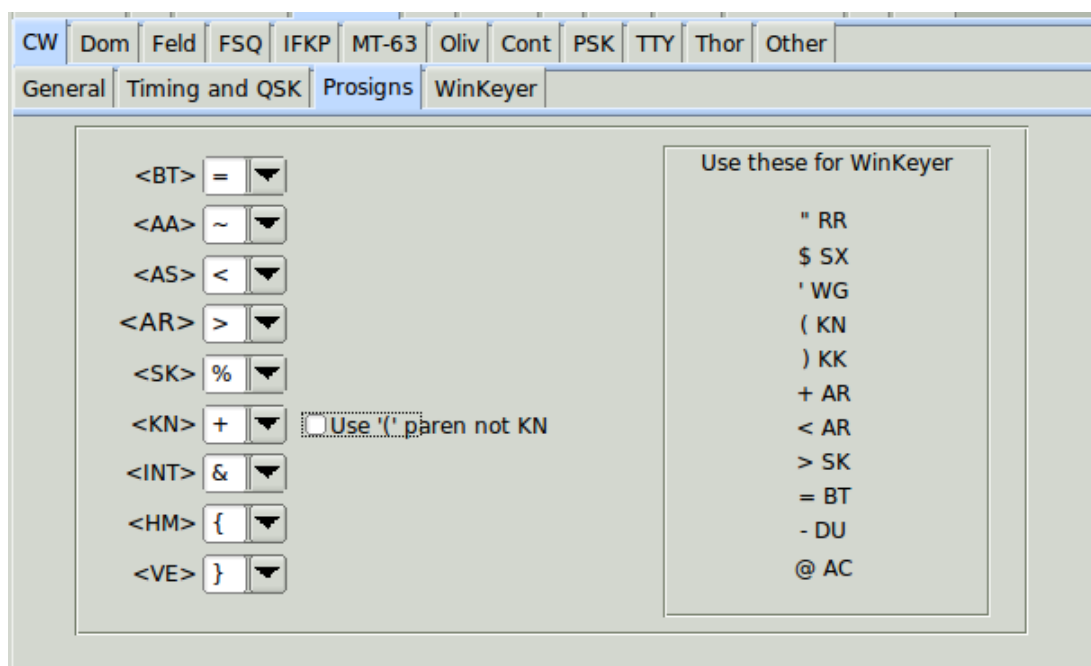 CW Dom Feld FSQ IFKP MT-63 Oliv Cont PSK TTY Thor Other
General Timing and QSK Prosigns WinKeyer
<BT> =
<AA> ~
<AS> <
<AR> >
<SK> %
<KN> + Use '(' paren not KN
<INT> &
<HM> {
<VE> }
Use these for WinKeyer
" RR
$ SX
' WG
( KN
) KK
+ AR
< AR
> SK
= BT
- DU
@ AC